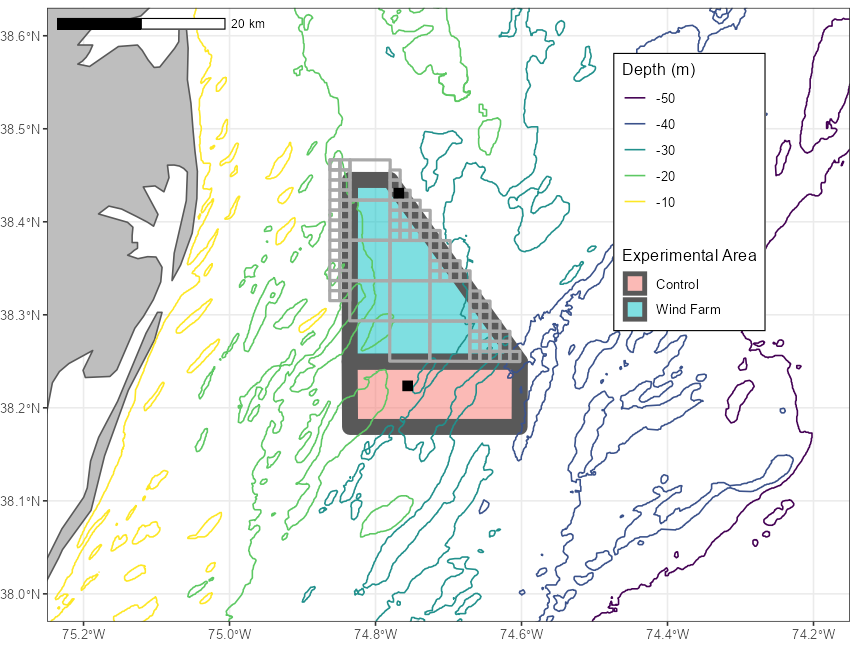 20 km
38.6°N
38.5°N
38.4°N
38.3°N
38.2°N
38.1°N
38.0°N
75.2°W
75.0°W
74.8°W
74.6°W
74.4°W
74.2°W
Depth (m)
-50
-40
-30
-20
-10
Experimental Area
Control
Wind Farm